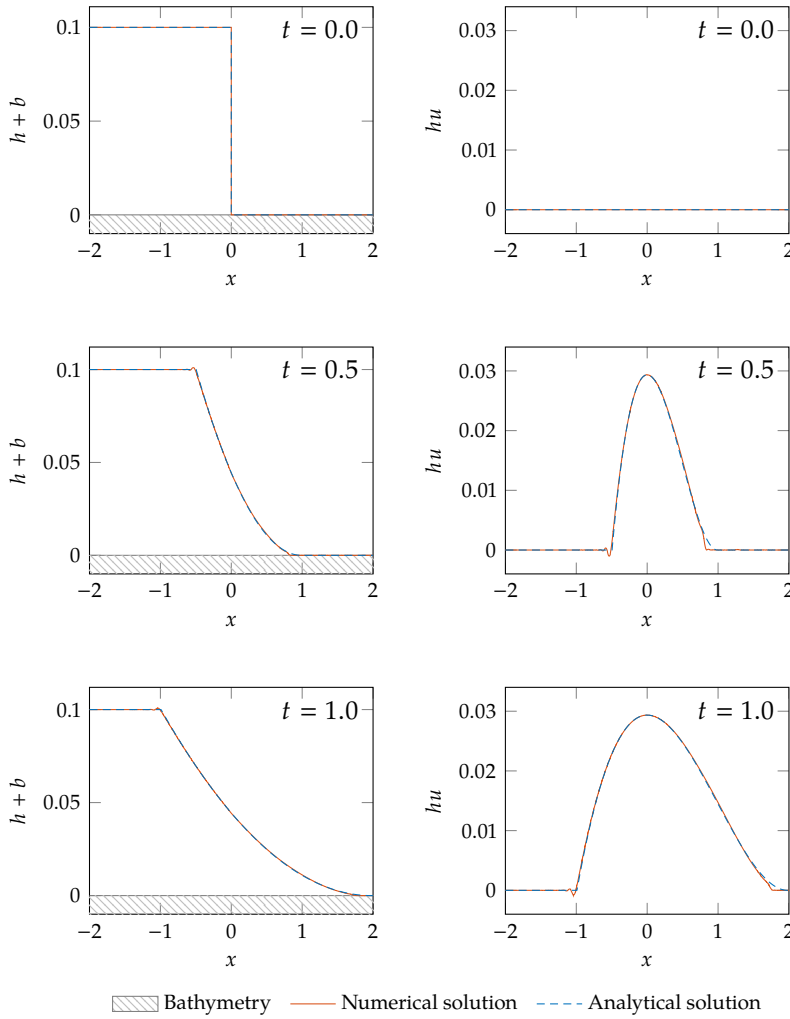 0.1
0.05
0
h + b
t = 0.0
−2 −1 0 1 2
x
0.03
0.02
0.01
0
hu
t = 0.0
−2 −1 0 1 2
x
0.1
0.05
0
h + b
t = 0.5
−2 −1 0 1 2
x
0.03
0.02
0.01
0
hu
t = 0.5
−2 −1 0 1 2
x
0.1
0.05
0
h + b
t = 1.0
−2 −1 0 1 2
x
0.03
0.02
0.01
0
hu
t = 1.0
−2 −1 0 1 2
x
Bathymetry Numerical solution Analytical solution